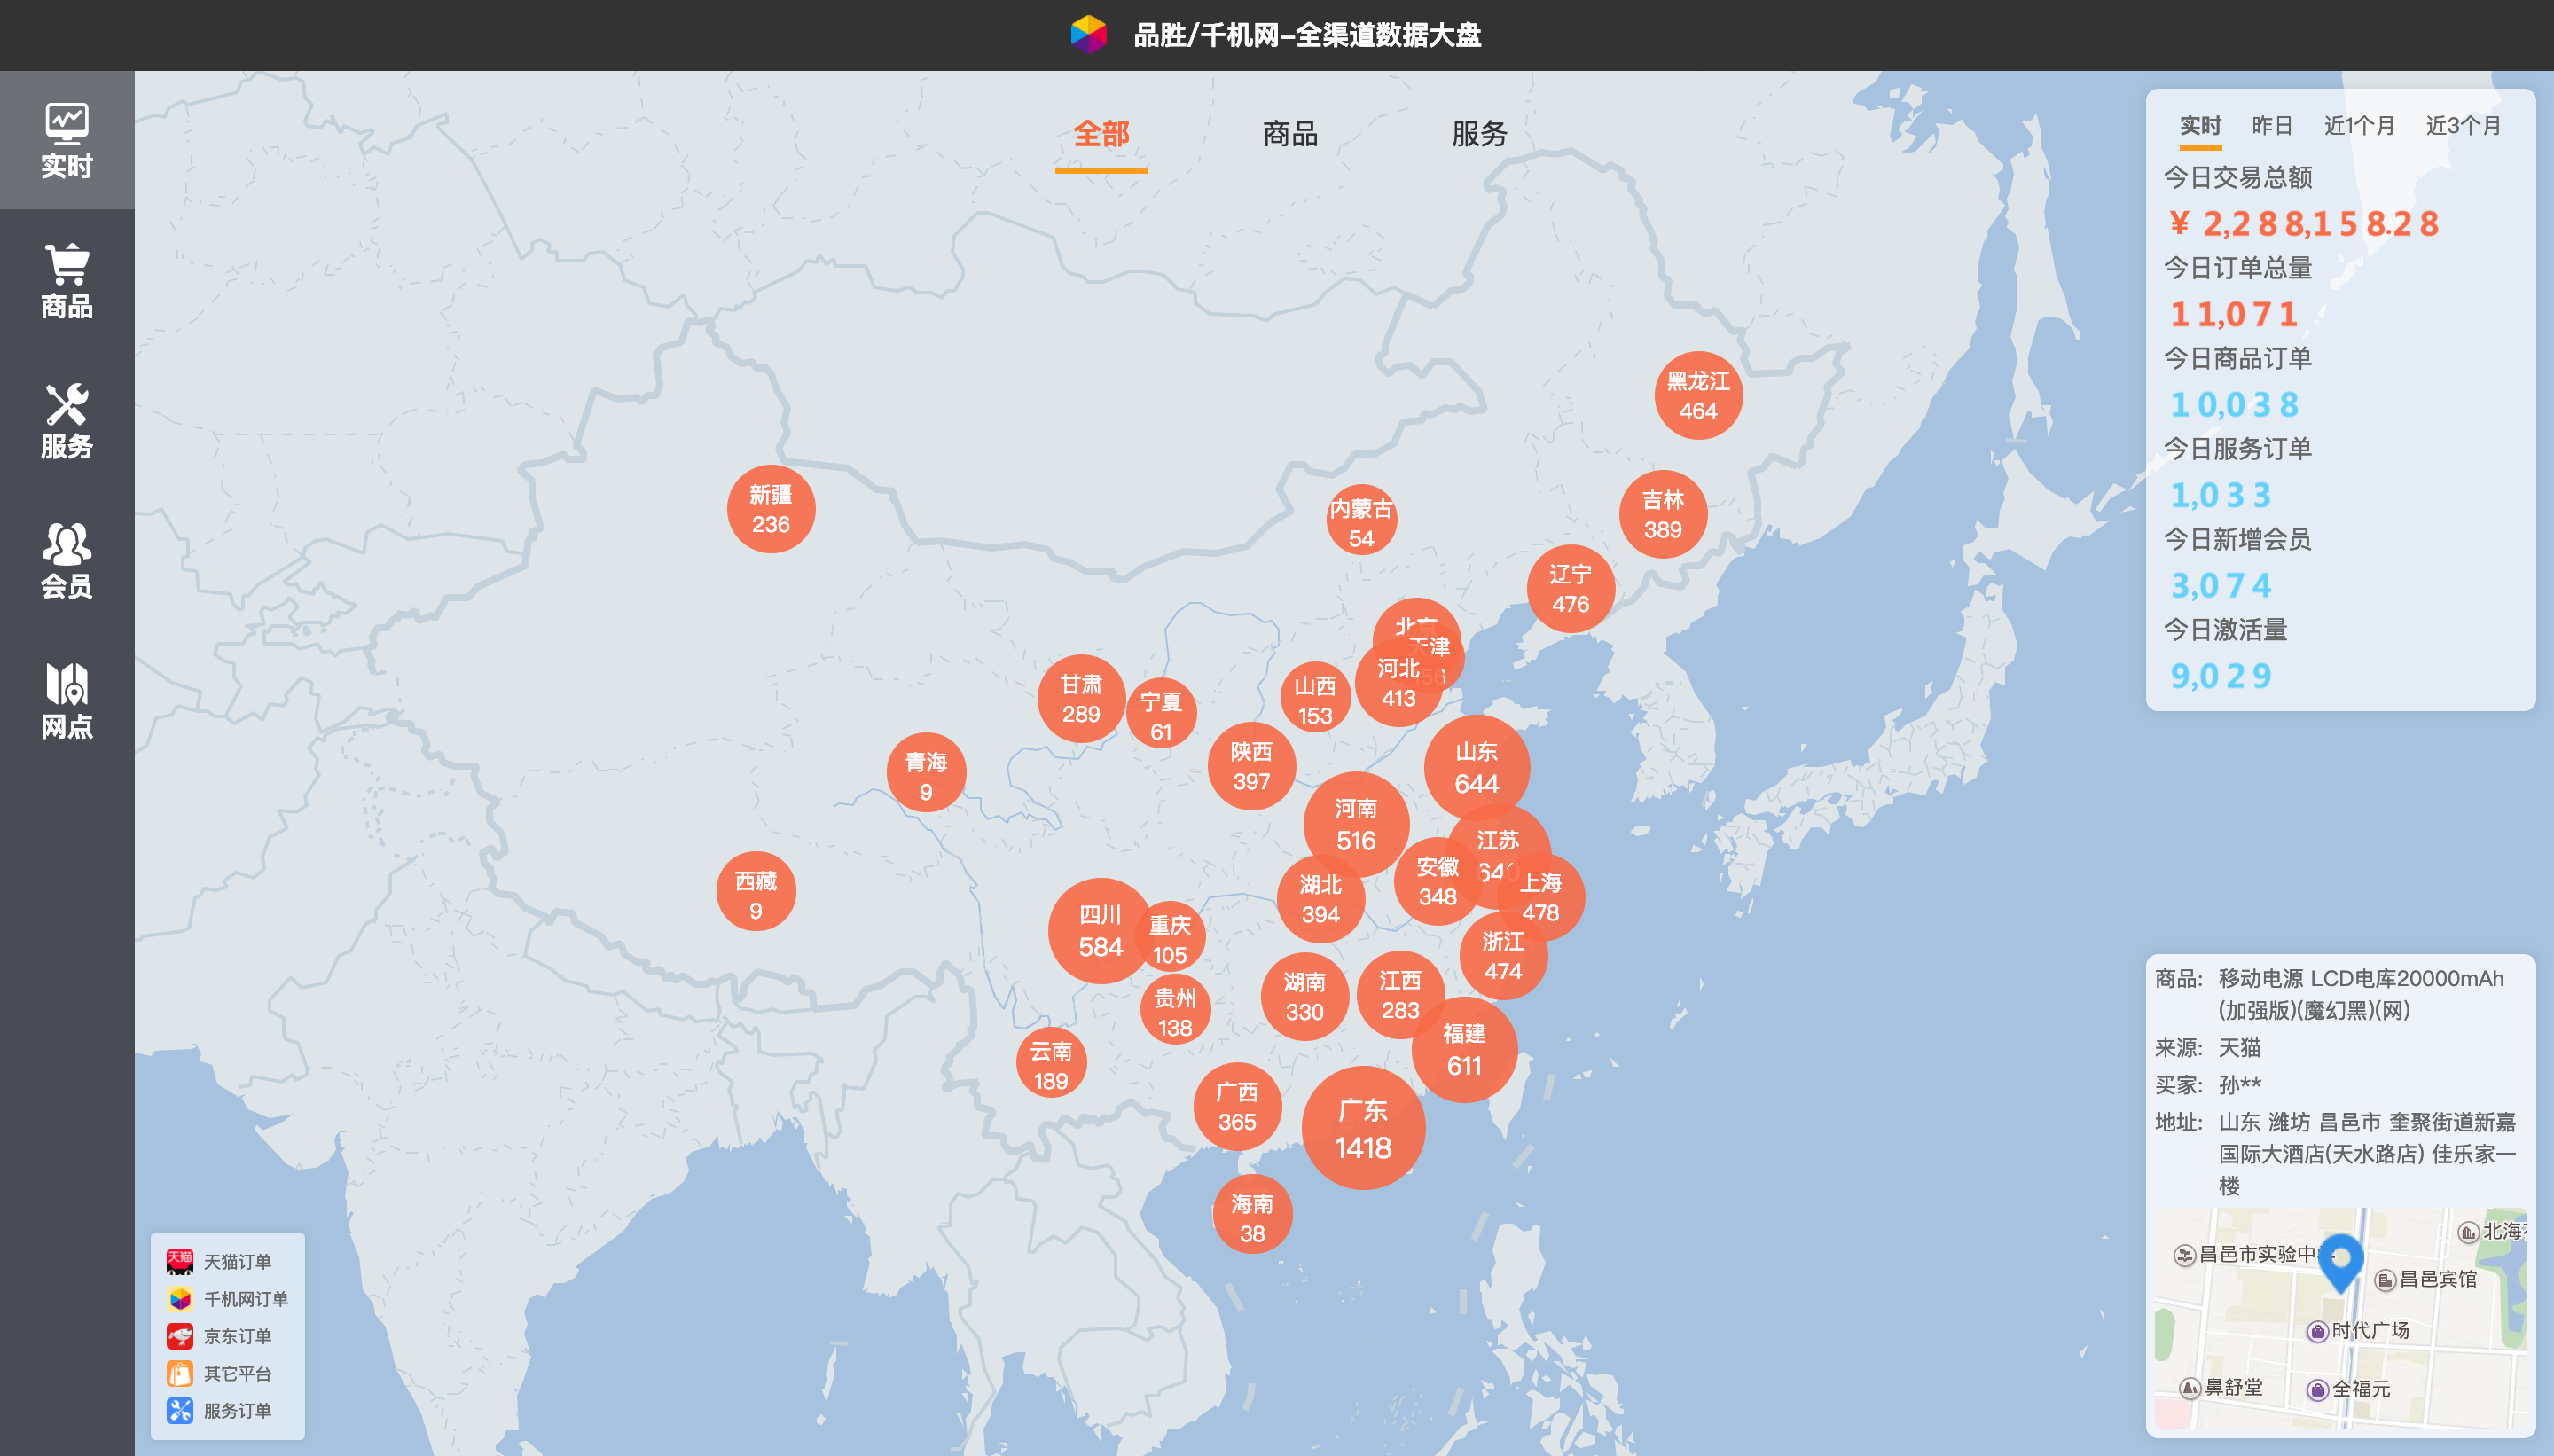 品胜/千机网-全渠道数据大盘
实时
商品
服务
会员
网点
全部
商品
服务
实时
昨日
近1个月
近3个月
今日交易总额
¥ 2,288,158.28
今日订单总量
11,071
今日商品订单
10,038
今日服务订单
1,033
今日新增会员
3,074
今日激活量
9,029
黑龙江
464
新疆
236
内蒙古
54
吉林
389
辽宁
476
北京
天津
河北
413
甘肃
289
宁夏
61
山西
153
青海
9
陕西
397
山东
644
河南
516
江苏
640
安徽
348
上海
478
西藏
9
湖北
394
四川
584
重庆
105
浙江
474
湖南
330
江西
283
贵州
138
福建
611
云南
189
广西
365
广东
1418
海南
38
天猫订单
千机网订单
京东订单
其它平台
服务订单
商品: 移动电源 LCD电库20000mAh
(加强版)(魔幻黑)(网)
来源: 天猫
买家: 孙**
地址: 山东 潍坊 昌邑市 奎聚街道新嘉
国际大酒店(天水路店) 佳乐家一
楼
北海
昌邑市实验中
昌邑宾馆
时代广场
鼻舒堂
全福元